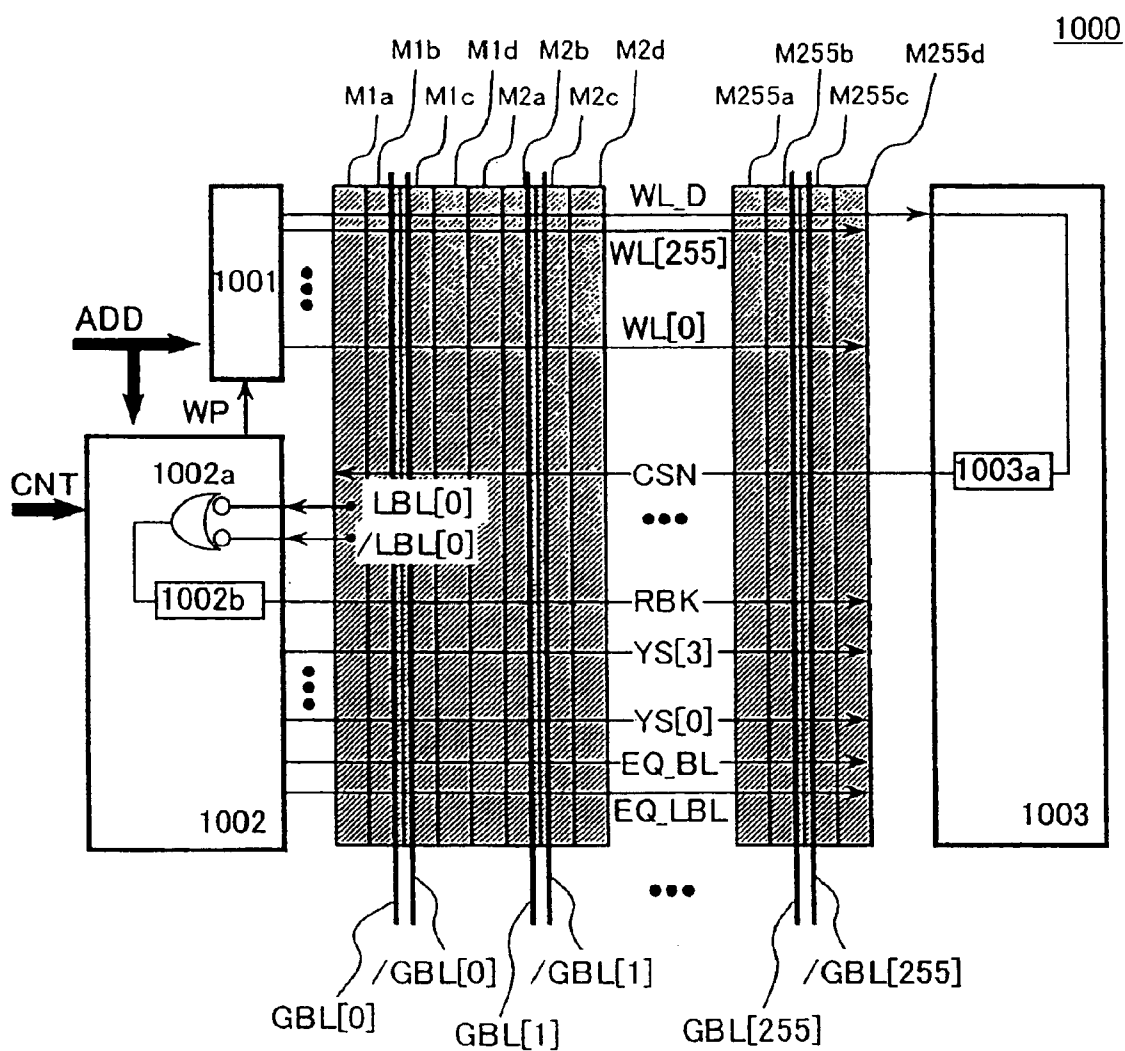 1000
M1b M1d M2b M2d M255b M255d
M1a M1c M2a M2c M255a M255c
WL_D
WL[255]
1001
ADD
WL[0]
WP
CNT
1002a
LBL[0]
CSN
1003a
/LBL[0]
1002b
RBK
YS[3]
YS[0]
EQ_BL
EQ_LBL
1002
1003
/GBL[0] /GBL[1] /GBL[255]
GBL[0] GBL[1] GBL[255]